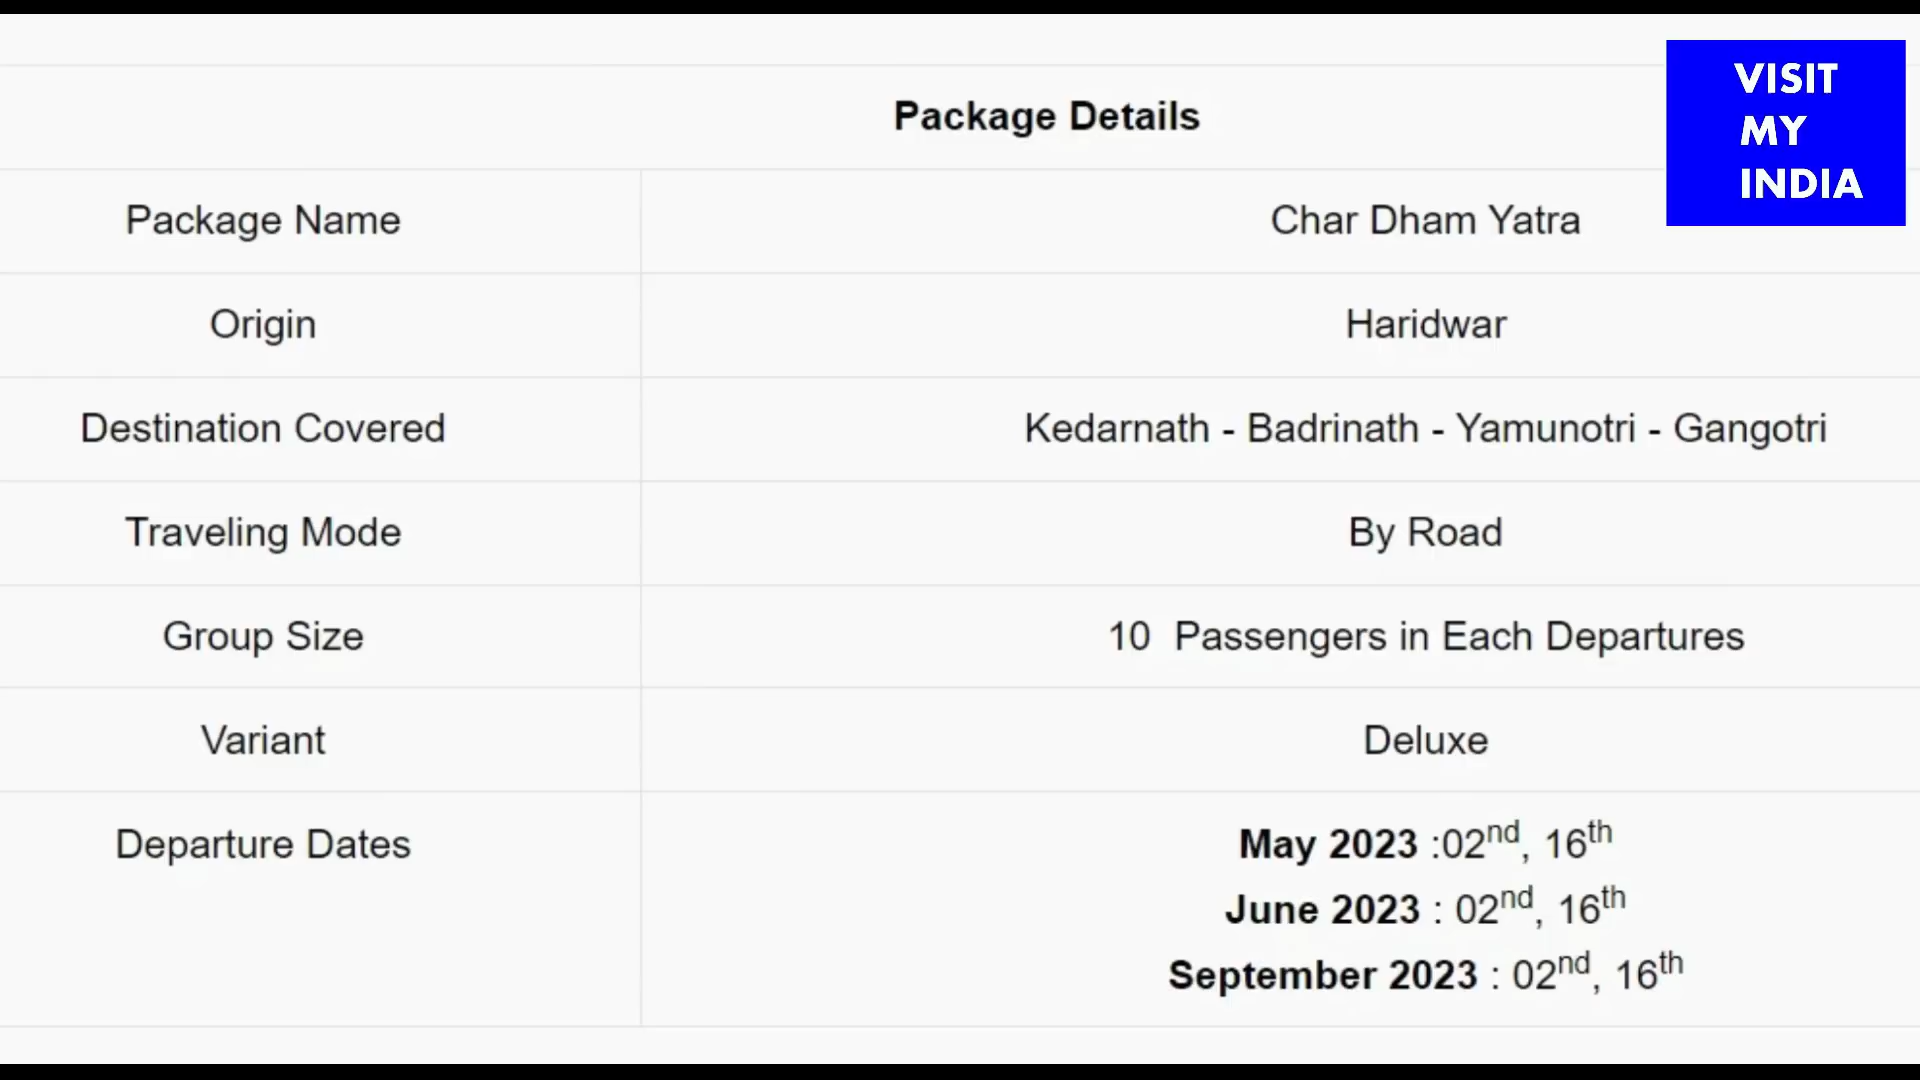 VISIT
MY
INDIA
Package Details
Package Name Char Dham Yatra
Origin Haridwar
Destination Covered Kedarnath - Badrinath - Yamunotri - Gangotri
Traveling Mode By Road
Group Size 10 Passengers in Each Departures
Variant Deluxe
Departure Dates May 2023 :02nd, 16th
June 2023 : 02nd, 16th
September 2023 : 02nd, 16th